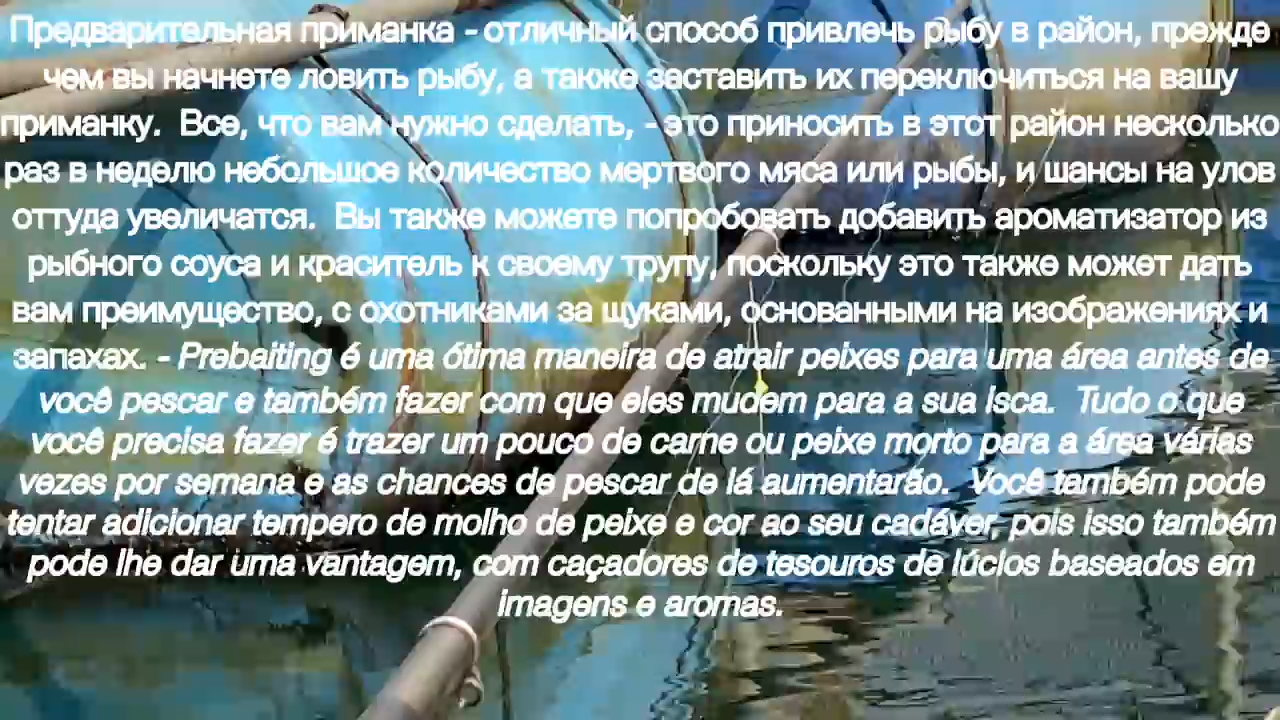 Предварительная приманка - отличный способ привлечь рыбу в район, прежде
чем вы начнете ловить рыбу, а также заставить их переключиться на вашу
приманку.  Все, что вам нужно сделать, - это приносить в этот район несколько
раз в неделю небольшое количество мертвого мяса или рыбы, и шансы на улов
оттуда увеличатся.  Вы также можете попробовать добавить ароматизатор из
рыбного соуса и краситель к своему трупу, поскольку это также может дать
вам преимущество, с охотниками за щуками, основанными на изображениях и
запахах. - Prebaiting é uma ótima maneira de atrair peixes para uma área antes de
você pescar e também fazer com que eles mudem para a sua isca.  Tudo o que
você precisa fazer é trazer um pouco de carne ou peixe morto para a área várias
vezes por semana e as chances de pescar de lá aumentarão.  Você também pode
tentar adicionar tempero de molho de peixe e cor ao seu cadáver, pois isso também
pode lhe dar uma vantagem, com caçadores de tesouros de lúcios baseados em
imagens e aromas.